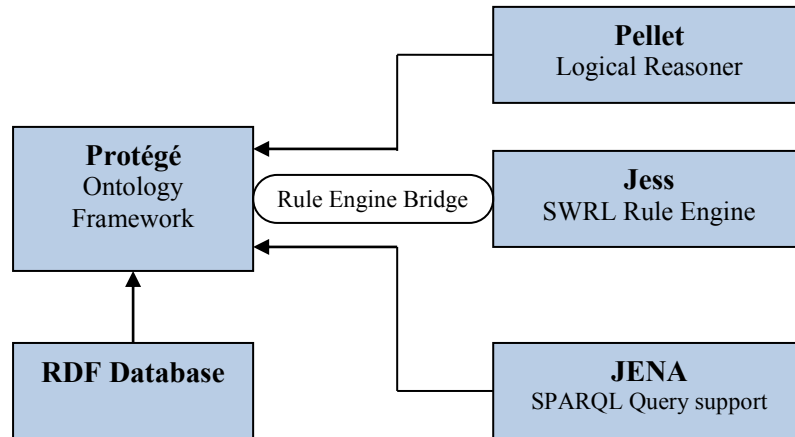 Pellet
Logical Reasoner
Protégé
Ontology
Framework
Rule Engine Bridge
Jess
SWRL Rule Engine
RDF Database
JENA
SPARQL Query support